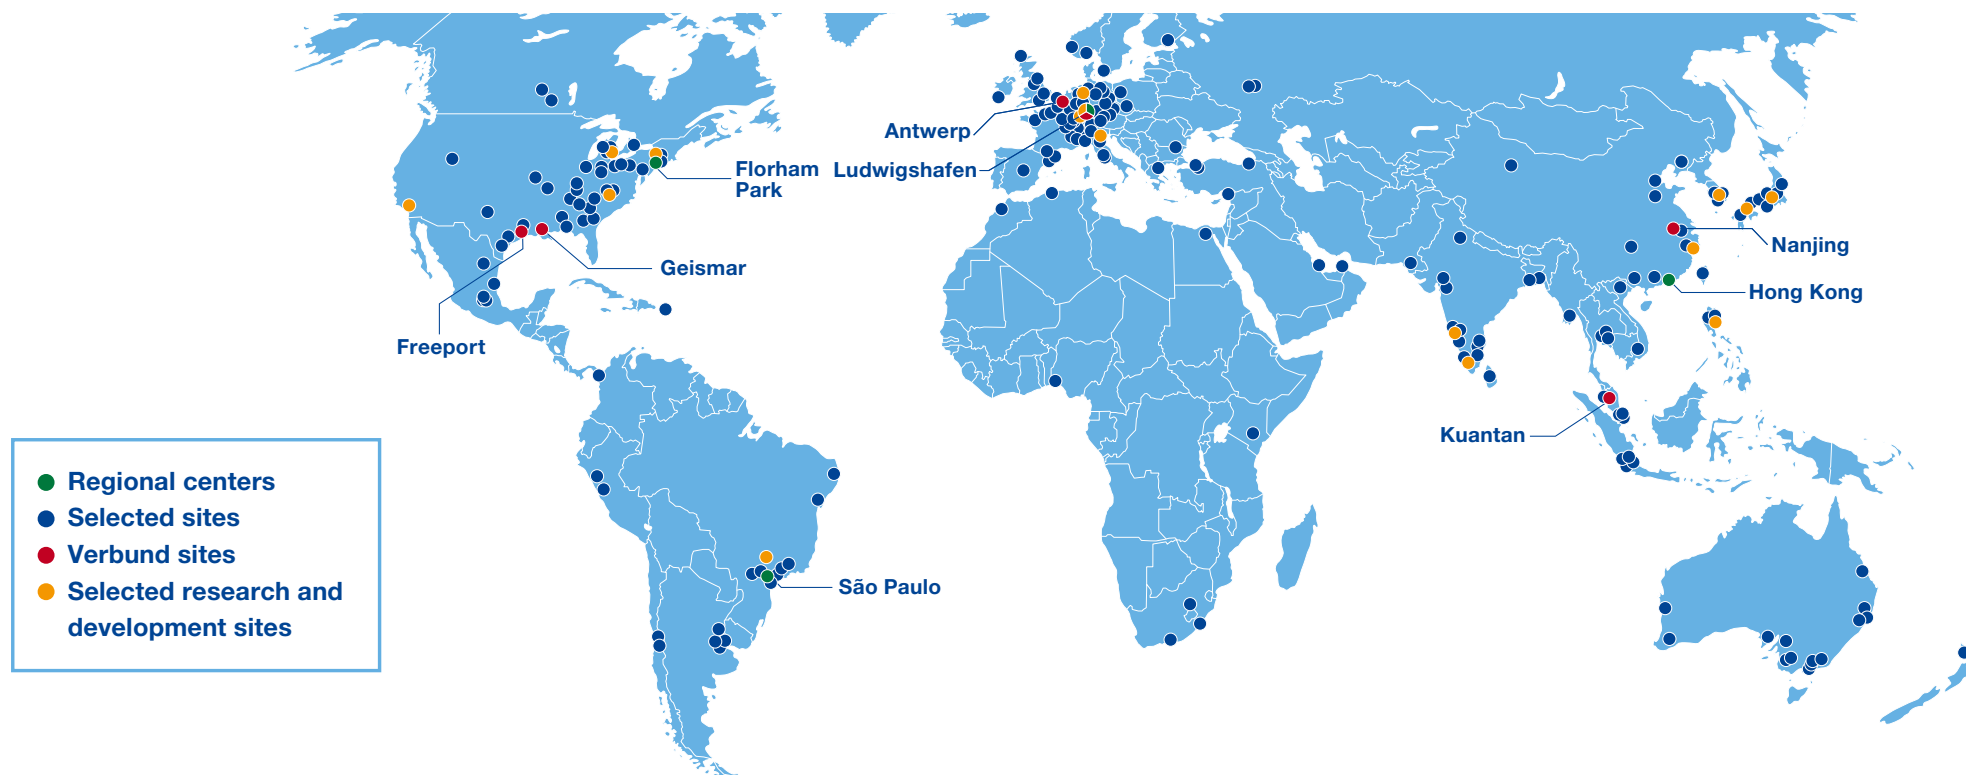 Antwerp
Ludwigshafen
Florham
Park
Geismar
Freeport
Nanjing
Hong Kong
Kuantan
São Paulo
Regional centers
Selected sites
Verbund sites
Selected research and
development sites